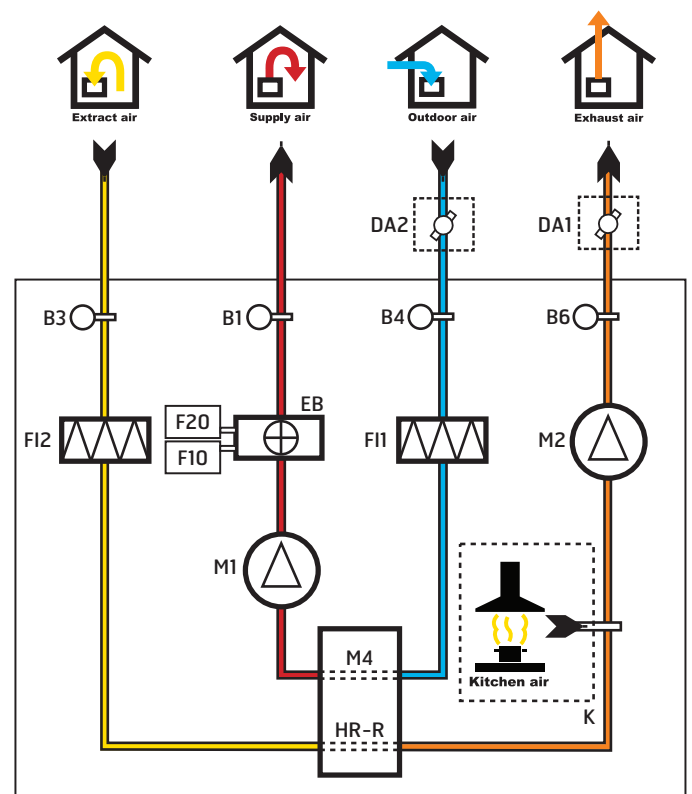 Extract air
Supply air
Outdoor air
Exhaust air
DA2
DA1
B3
B1
B4
B6
EB
F20
FI2
F10
FI1
M2
M1
M4
Kitchen air
K
HR-R